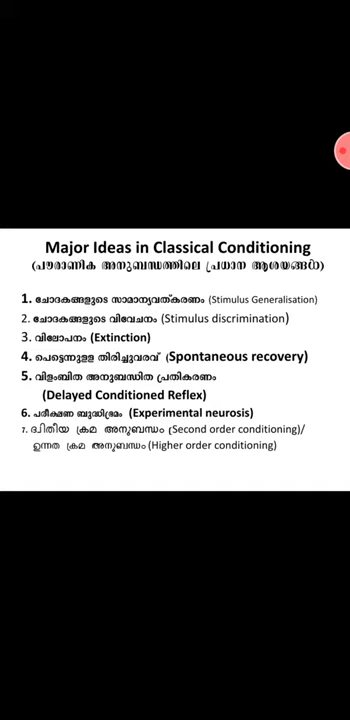 Major Ideas in Classical Conditioning
(പൗരാണിക അനുബന്ധത്തിലെ പ്രധാന ആശയങ്ങൾ)
1. ചോദകങ്ങളുടെ സാമാന്യവത്കരണം (Stimulus Generalisation)
2. ചോദകങ്ങളുടെ വിവേചനം (Stimulus discrimination)
3. വിലോപനം (Extinction)
4. പെട്ടെന്നുളള തിരിച്ചുവരവ് (Spontaneous recovery)
5. വിളംബിത അനുബന്ധിത പ്രതികരണം
(Delayed Conditioned Reflex)
6. പരീക്ഷണ ബുദ്ധിഭ്രമം (Experimental neurosis)
7. ദ്വിതീയ ക്രമ അനുബന്ധം (Second order conditioning)/
ഉന്നത ക്രമ അനുബന്ധം (Higher order conditioning)